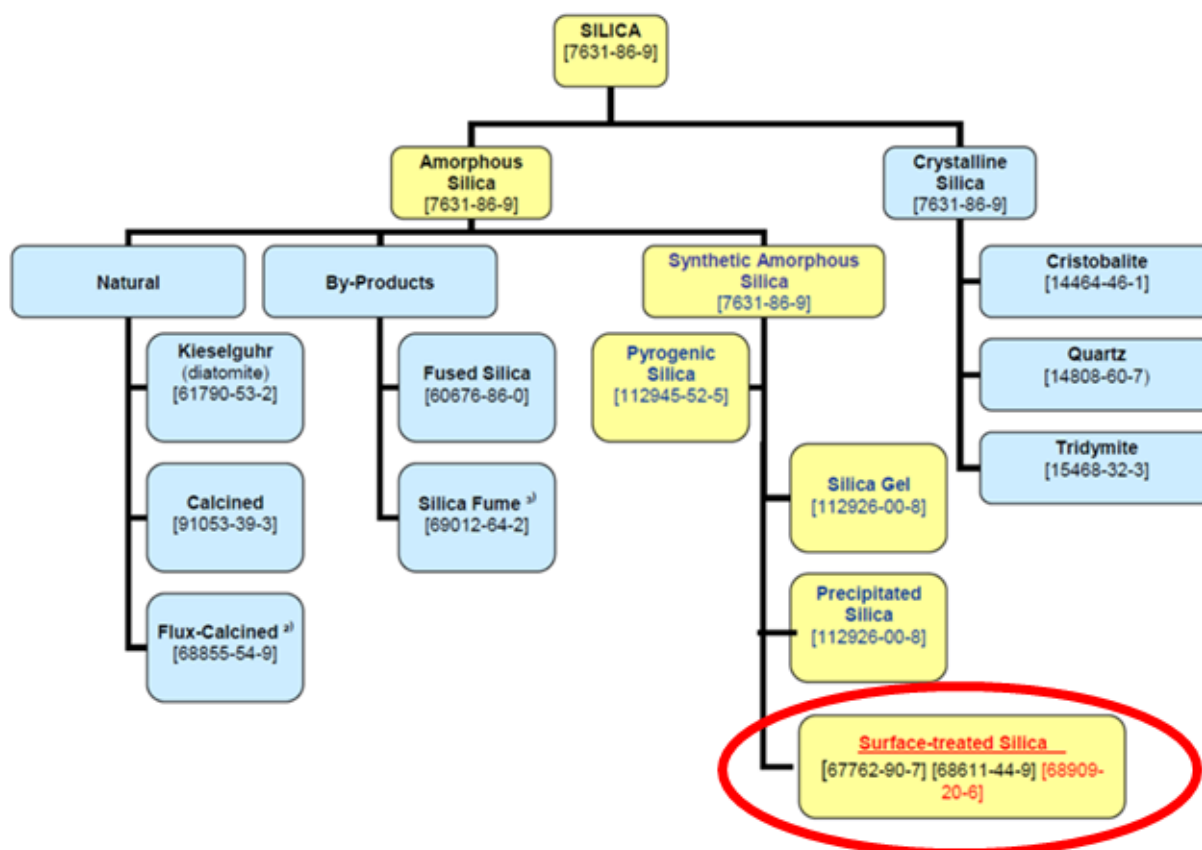 SILICA
[7631-86-9]
Amorphous
Silica
[7631-86-9]
Crystalline
Silica
[7631-86-9]
Natural
By-Products
Synthetic Amorphous
Silica
[7631-86-9]
Cristobalite
[14464-46-1]
Kieselguhr
(diatomite)
[61790-53-2]
Fused Silica
[60676-86-0]
Pyrogenic
Silica
[112945-52-5]
Quartz
[14808-60-7)
Tridymite
[15468-32-3]
Calcined
[91053-39-3]
Silica Fume ³⁾
[69012-64-2]
Silica Gel
[112926-00-8]
Flux-Calcined ²⁾
[68855-54-9]
Precipitated
Silica
[112926-00-8]
Surface-treated Silica
[67762-90-7] [68611-44-9] [68909-
20-6]